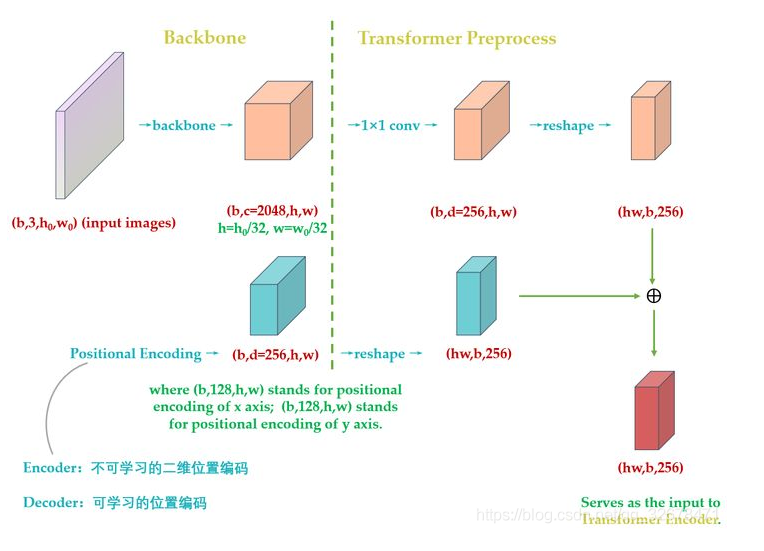 Backbone
Transformer Preprocess
→backbone→
→1×1 conv→
→reshape→
(b,3,h₀,w₀) (input images)
(b,c=2048,h,w)
h=h₀/32, w=w₀/32
(b,d=256,h,w)
(hw,b,256)
⊕
Positional Encoding→
(b,d=256,h,w)
→reshape→
(hw,b,256)
where (b,128,h,w) stands for positional
encoding of x axis; (b,128,h,w) stands
for positional encoding of y axis.
(hw,b,256)
Encoder: 不可学习的二维位置编码
Decoder: 可学习的位置编码
Serves as the input to
Transformer Encoder.